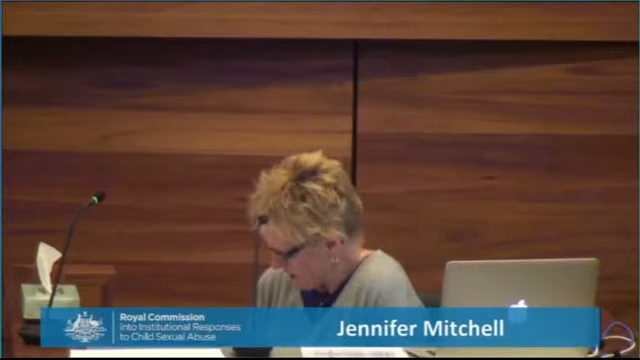 Royal Commission
into Institutional Responses
to Child Sexual Abuse
Jennifer Mitchell